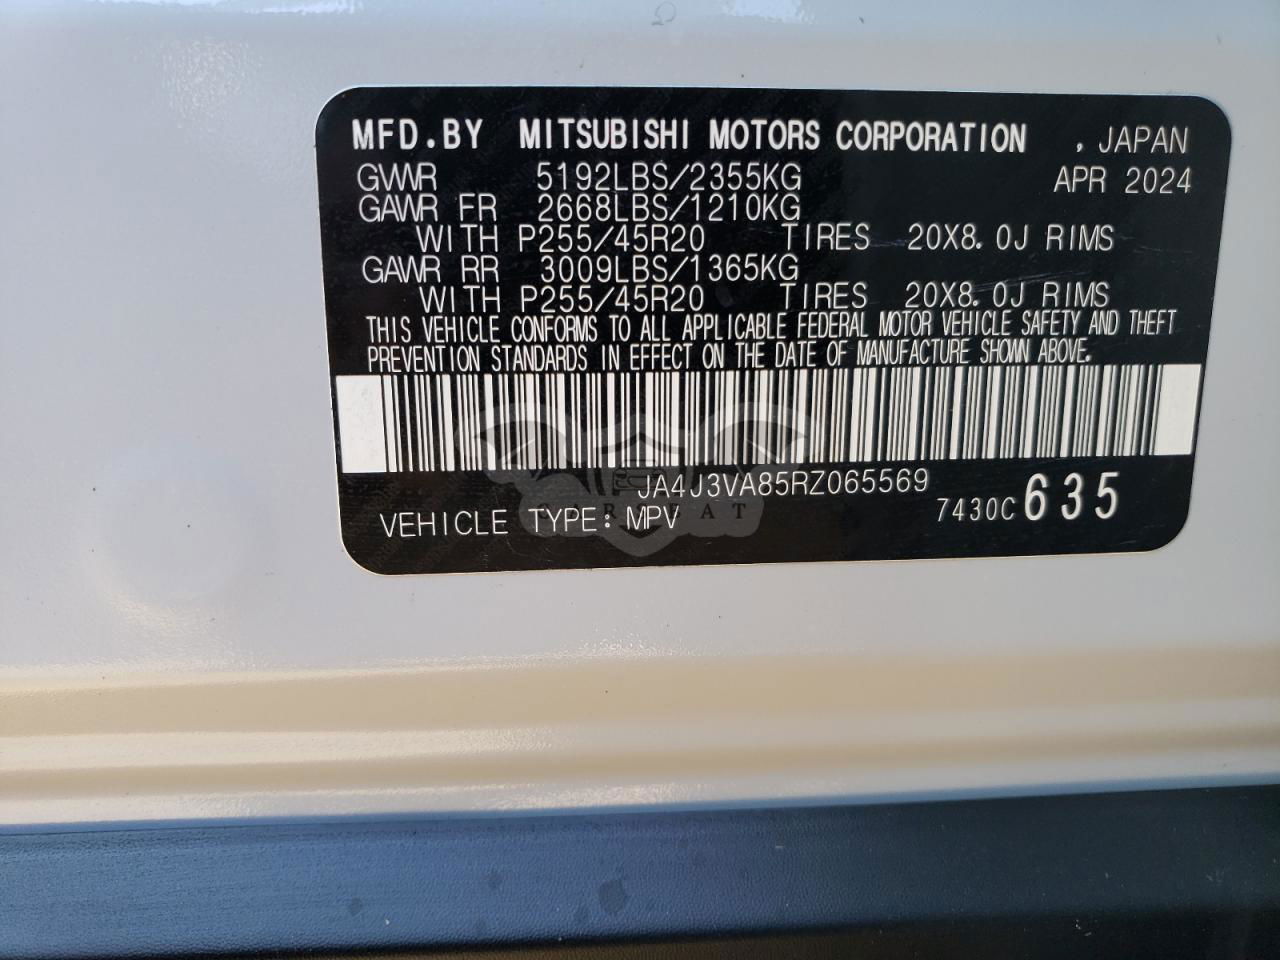 MFD.BY MITSUBISHI MOTORS CORPORATION , JAPAN
GVWR 5192LBS/2355KG APR 2024
GAWR FR 2668LBS/1210KG
WITH P255/45R20 TIRES 20X8.0J RIMS
GAWR RR 3009LBS/1365KG
WITH P255/45R20 TIRES 20X8.0J RIMS
THIS VEHICLE CONFORMS TO ALL APPLICABLE FEDERAL MOTOR VEHICLE SAFETY AND THEFT
PREVENTION STANDARDS IN EFFECT ON THE DATE OF MANUFACTURE SHOWN ABOVE.
JA4J3VA85RZ065569
VEHICLE TYPE: MPV 7430C 635